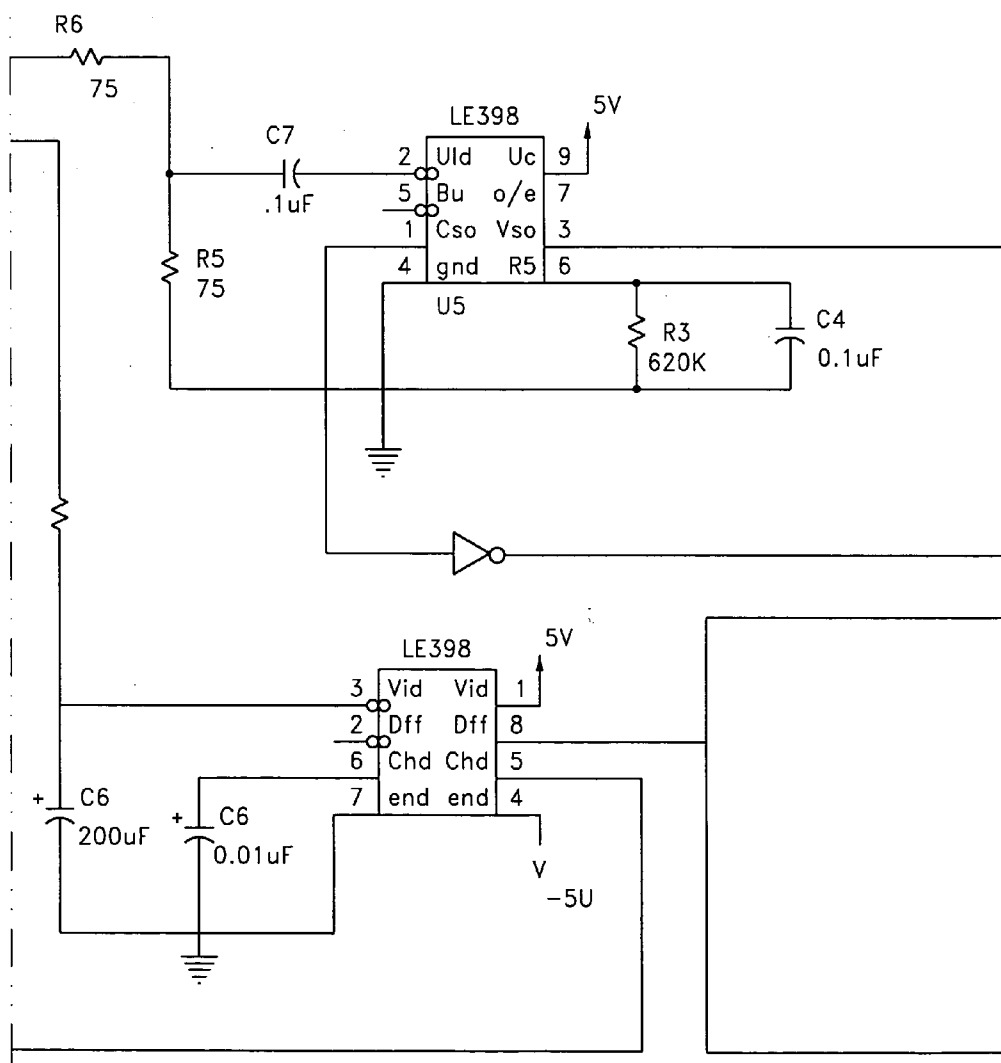 R6
75
C7
.1uF
R5
75
LE398
5V
2 Uld Uc 9
5 Bu o/e 7
1 Cso Vso 3
4 gnd R5 6
U5
R3
620K
C4
0.1uF
LE398
5V
3 Vid Vid 1
2 Dff Dff 8
6 Chd Chd 5
7 end end 4
+ C6
200uF
+ C6
0.01uF
V
-5U